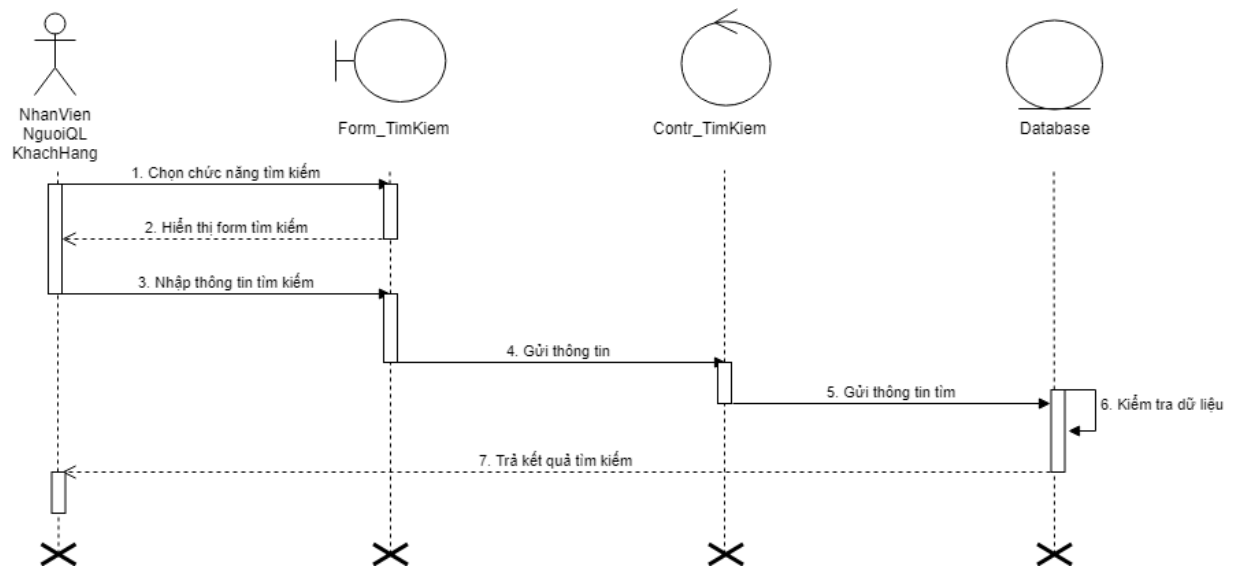 NhanVien
NguoiQL
KhachHang
Form_TimKiem
Contr_TimKiem
Database
1. Chọn chức năng tìm kiếm
2. Hiển thị form tìm kiếm
3. Nhập thông tin tìm kiếm
4. Gửi thông tin
5. Gửi thông tin tìm
6. Kiểm tra dữ liệu
7. Trả kết quả tìm kiếm